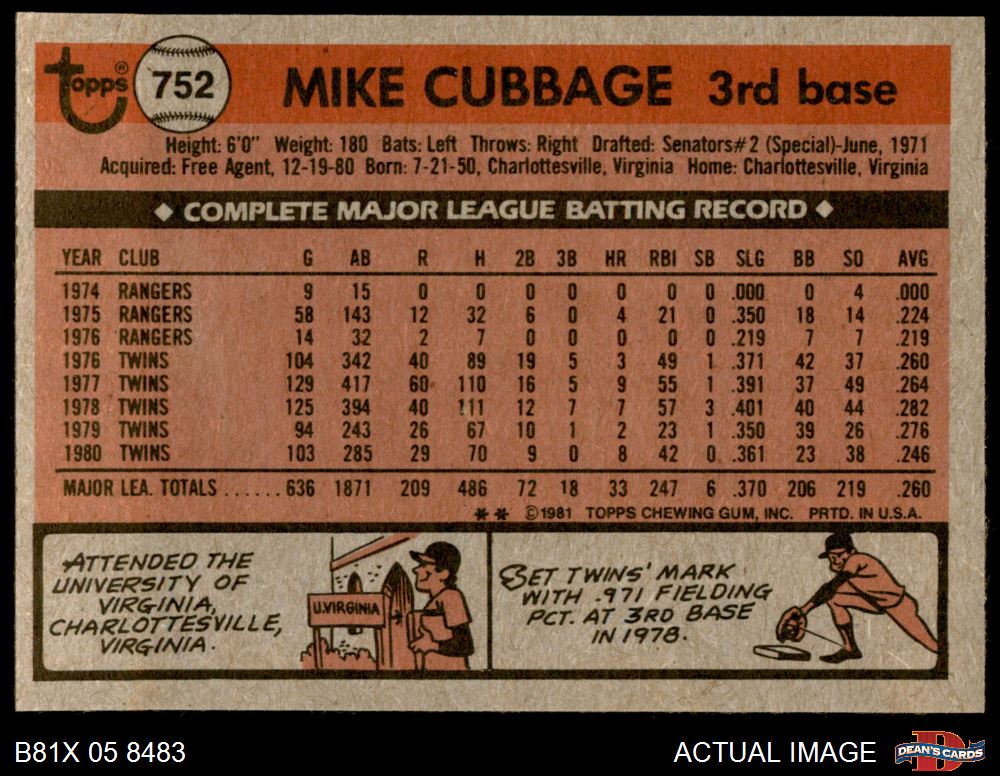 topps® 752 MIKE CUBBAGE 3rd base
Height: 6'0" Weight: 180 Bats: Left Throws: Right Drafted: Senators#2 (Special)-June, 1971
Acquired: Free Agent, 12-19-80 Born: 7-21-50, Charlottesville, Virginia Home: Charlottesville, Virginia
◆ COMPLETE MAJOR LEAGUE BATTING RECORD ◆
YEAR CLUB G AB R H 2B 3B HR RBI SB SLG BB SO AVG
1974 RANGERS 9 15 0 0 0 0 0 0 0 .000 0 4 .000
1975 RANGERS 58 143 12 32 6 0 4 21 0 .350 18 14 .224
1976 RANGERS 14 32 2 7 0 0 0 0 0 .219 7 7 .219
1976 TWINS 104 342 40 89 19 5 3 49 1 .371 42 37 .260
1977 TWINS 129 417 60 110 16 5 9 55 1 .391 37 49 .264
1978 TWINS 125 394 40 111 12 7 7 57 3 .401 40 44 .282
1979 TWINS 94 243 26 67 10 1 2 23 1 .350 39 26 .276
1980 TWINS 103 285 29 70 9 0 8 42 0 .361 23 38 .246
MAJOR LEA. TOTALS ...... 636 1871 209 486 72 18 33 247 6 .370 206 219 .260
** ©1981 TOPPS CHEWING GUM, INC. PRTD. IN U.S.A.
ATTENDED THE
UNIVERSITY OF
VIRGINIA,
CHARLOTTESVILLE,
VIRGINIA.
U.VIRGINIA
SET TWINS' MARK
WITH .971 FIELDING
PCT. AT 3RD BASE
IN 1978.
B81X 05 8483
ACTUAL IMAGE
DEAN'S CARDS